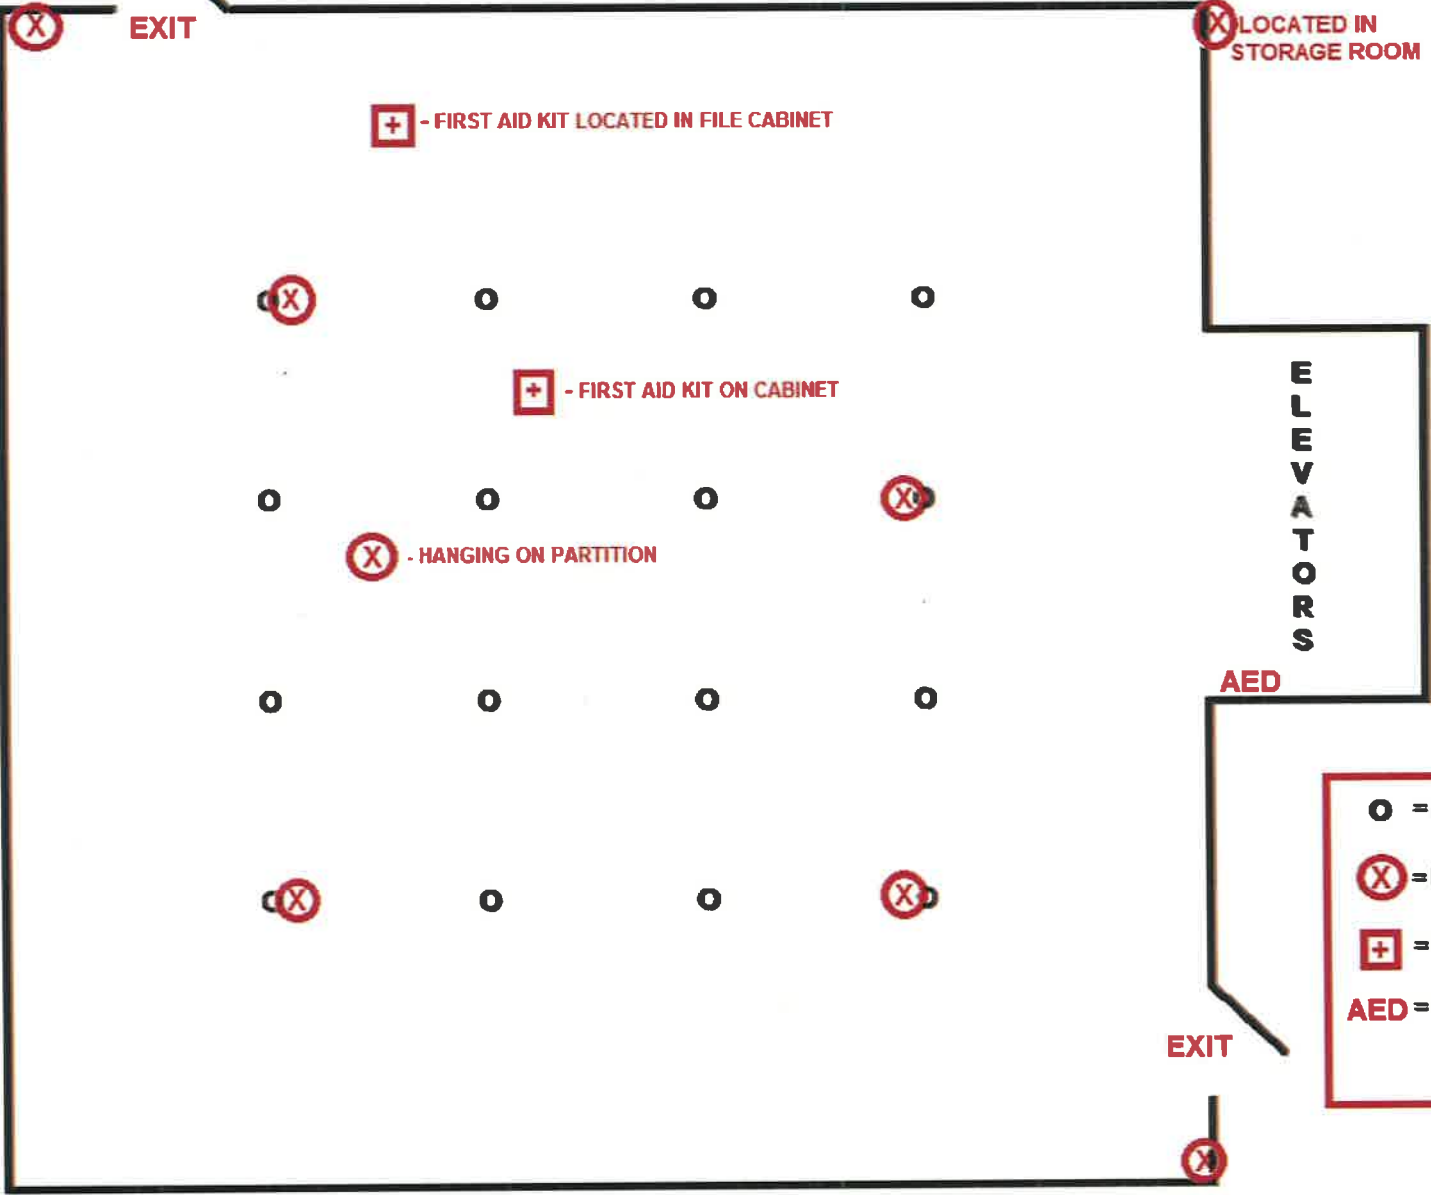 X
EXIT
X LOCATED IN
STORAGE ROOM
+ - FIRST AID KIT LOCATED IN FILE CABINET
O X O O O
+ - FIRST AID KIT ON CABINET
ELEVATORS
O O O X O
X - HANGING ON PARTITION
AED
O O O O
O =
X =
O X O O X O
+ =
AED =
EXIT
X